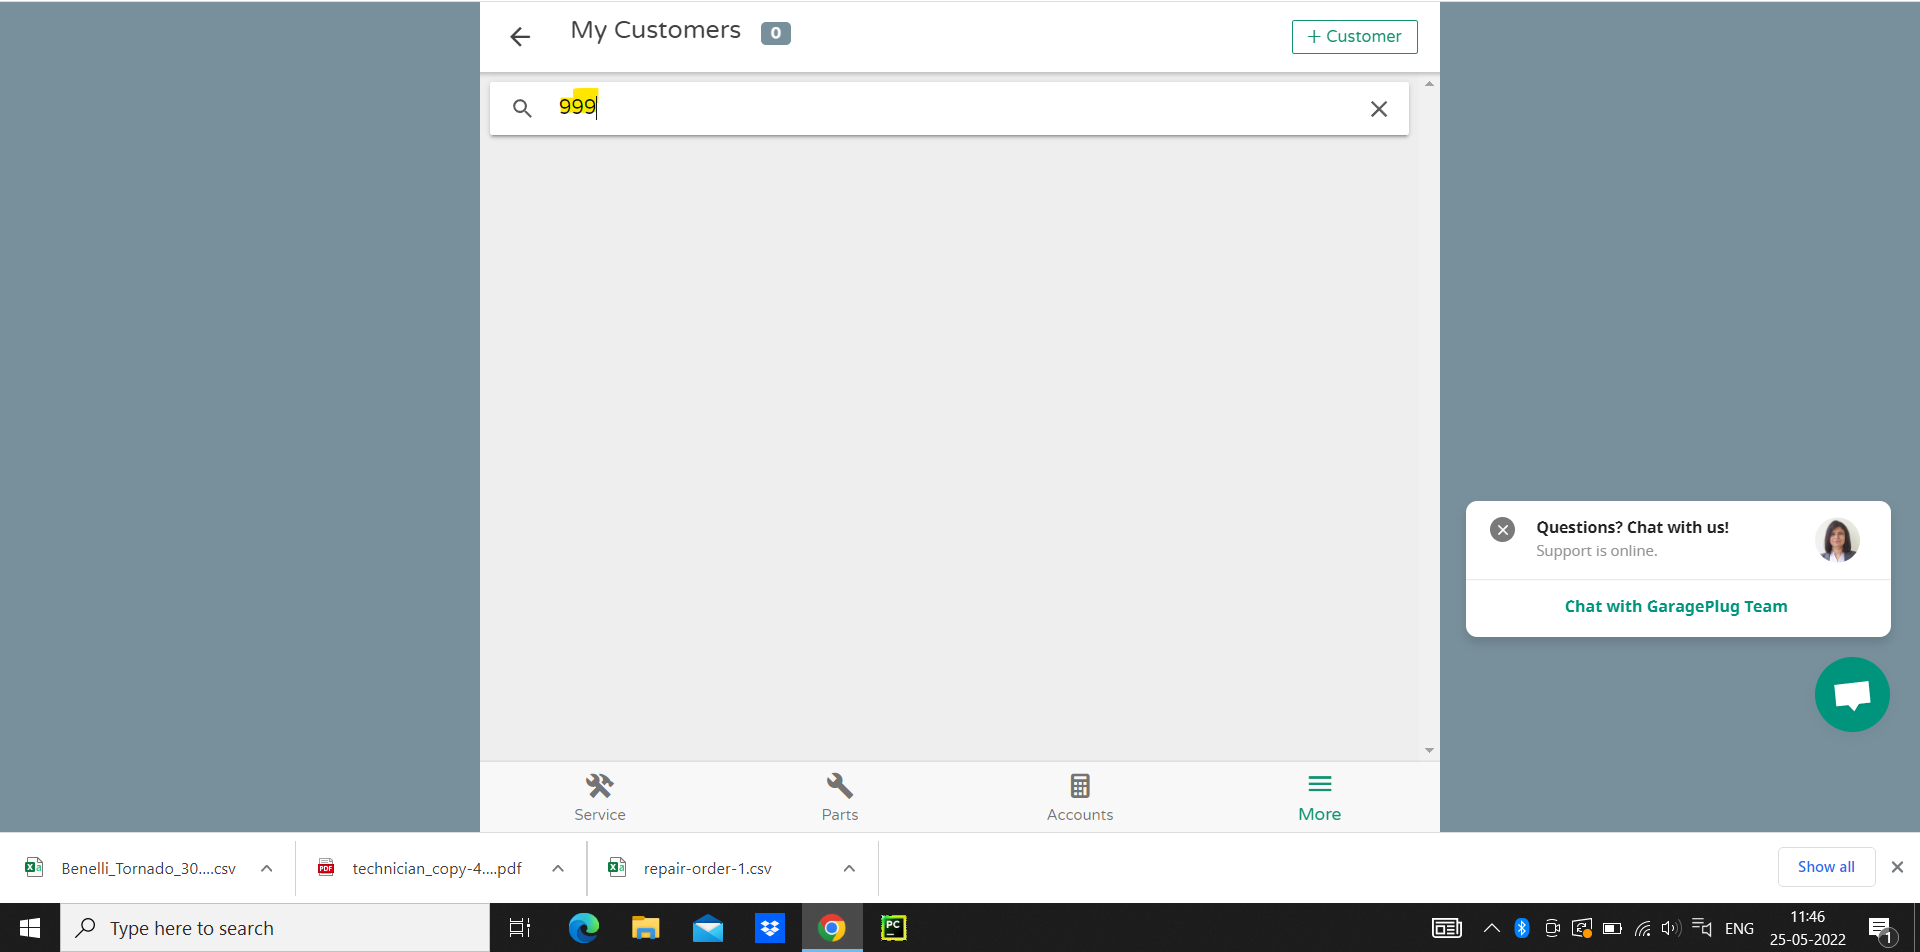 My Customers 0
+ Customer
999
Questions? Chat with us!
Support is online.
Chat with GaragePlug Team
Service
Parts
Accounts
More
Benelli_Tornado_30....csv
technician_copy-4....pdf
repair-order-1.csv
Show all
Type here to search
PC
ENG
11:46
25-05-2022
1